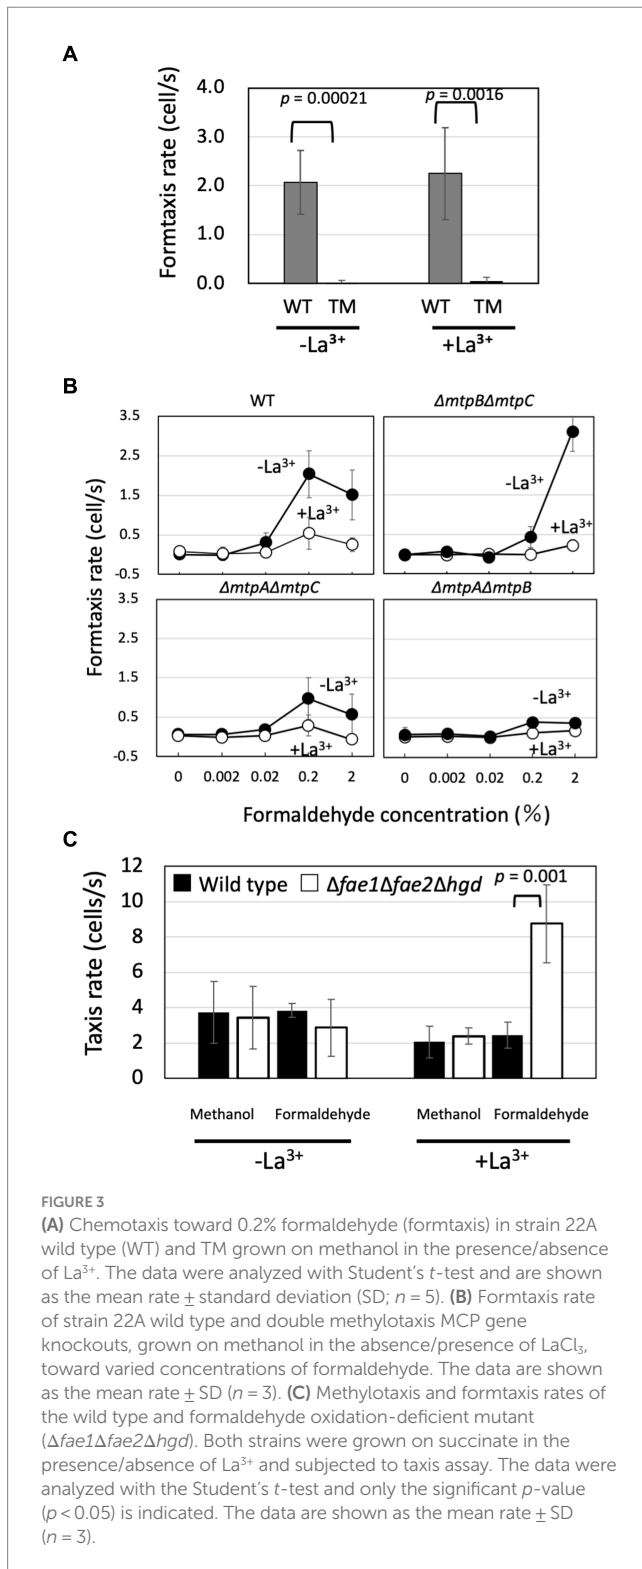 A
Formtaxis rate (cell/s)
4.0
3.0
2.0
1.0
0.0
p = 0.00021
p = 0.0016
WT TM WT TM
-La³⁺ +La³⁺
B
Formtaxis rate (cell/s)
WT
ΔmtpBΔmtpC
3.5
2.5
1.5
0.5
-0.5
-La³⁺
+La³⁺
-La³⁺
+La³⁺
ΔmtpAΔmtpC
ΔmtpAΔmtpB
3.5
2.5
1.5
0.5
-0.5
-La³⁺
+La³⁺
-La³⁺
+La³⁺
0 0.002 0.02 0.2 2 0 0.002 0.02 0.2 2
Formaldehyde concentration (%)
C
Taxis rate (cells/s)
12
10
8
6
4
2
0
Wild type Δfae1Δfae2Δhgd p = 0.001
Methanol Formaldehyde Methanol Formaldehyde
-La³⁺ +La³⁺
FIGURE 3
(A) Chemotaxis toward 0.2% formaldehyde (formtaxis) in strain 22A
wild type (WT) and TM grown on methanol in the presence/absence
of La³⁺. The data were analyzed with Student’s t-test and are shown
as the mean rate ± standard deviation (SD; n = 5). (B) Formtaxis rate
of strain 22A wild type and double methylotaxis MCP gene
knockouts, grown on methanol in the absence/presence of LaCl₃,
toward varied concentrations of formaldehyde. The data are shown
as the mean rate ± SD (n = 3). (C) Methylotaxis and formtaxis rates of
the wild type and formaldehyde oxidation-deficient mutant
(Δfae1Δfae2Δhgd). Both strains were grown on succinate in the
presence/absence of La³⁺ and subjected to taxis assay. The data were
analyzed with the Student’s t-test and only the significant p-value
(p < 0.05) is indicated. The data are shown as the mean rate ± SD
(n = 3).